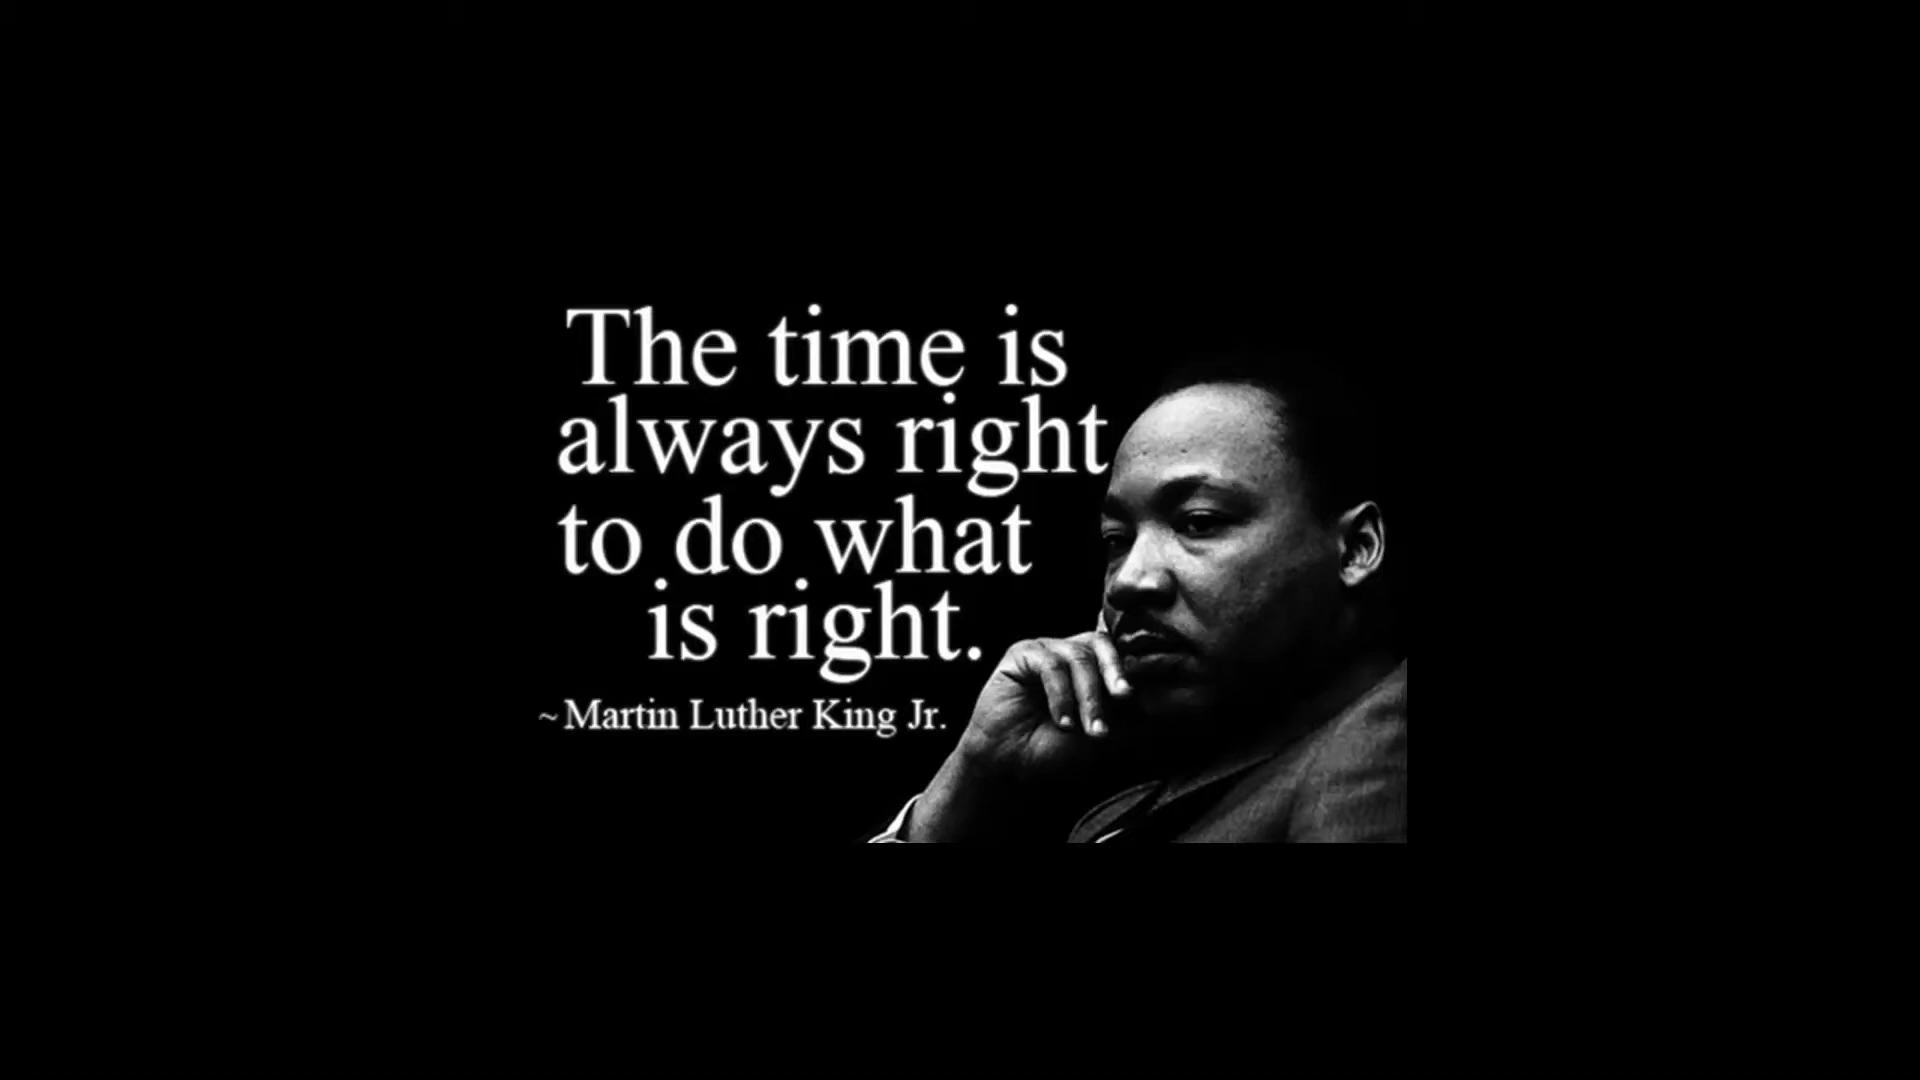 The time is
always right
to do what
is right.
~Martin Luther King Jr.